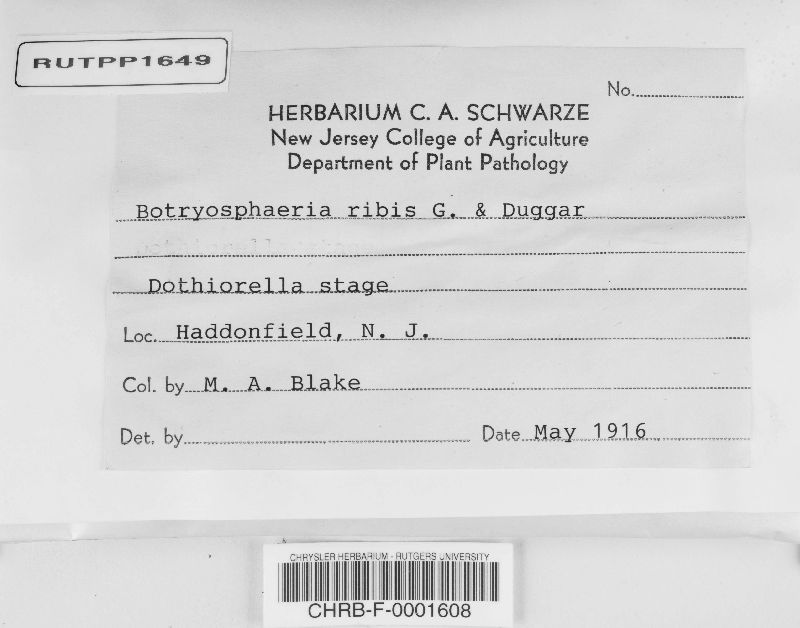 RUTPP1649
No.
HERBARIUM C. A. SCHWARZE
New Jersey College of Agriculture
Department of Plant Pathology
Botryosphaeria ribis G. & Duggar
Dothiorella stage
Loc. Haddonfield, N. J.
Col. by M. A. Blake
Det. by Date May 1916
CHRYSLER HERBARIUM - RUTGERS UNIVERSITY
CHRB-F-0001608